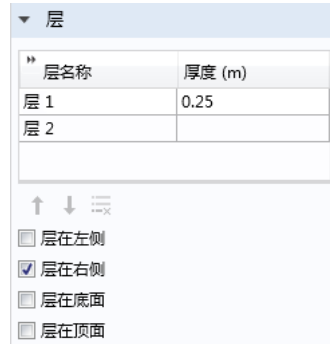 层
层名称 厚度 (m)
层 1 0.25
层 2
层在左侧
层在右侧
层在底面
层在顶面